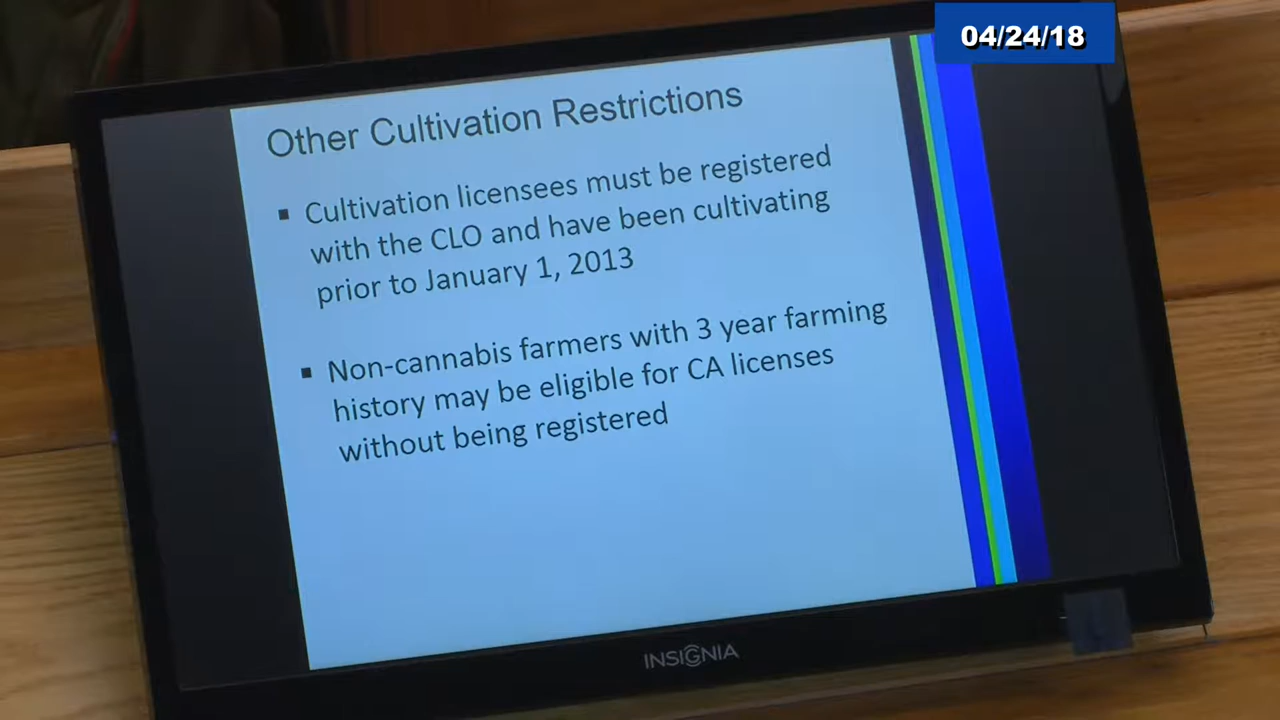 04/24/18
Other Cultivation Restrictions
▪ Cultivation licensees must be registered
with the CLO and have been cultivating
prior to January 1, 2013
▪ Non-cannabis farmers with 3 year farming
history may be eligible for CA licenses
without being registered
INSIGNIA